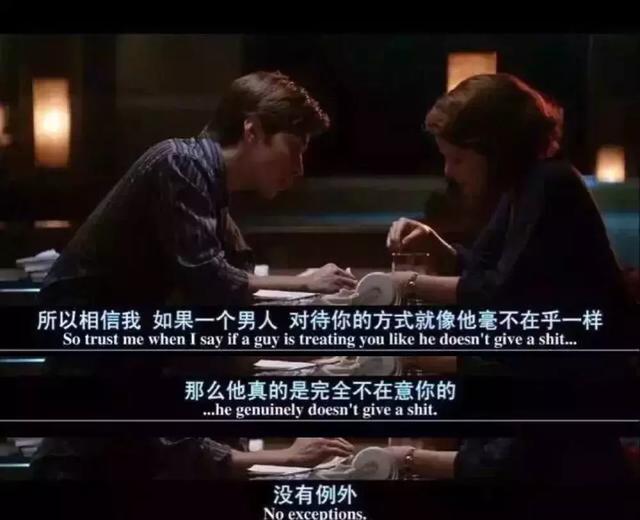 所以相信我 如果一个男人 对待你的方式就像他毫不在乎一样
So trust me when I say if a guy is treating you like he doesn't give a shit...
那么他真的是完全不在意你的
...he genuinely doesn't give a shit.
没有例外
No exceptions.